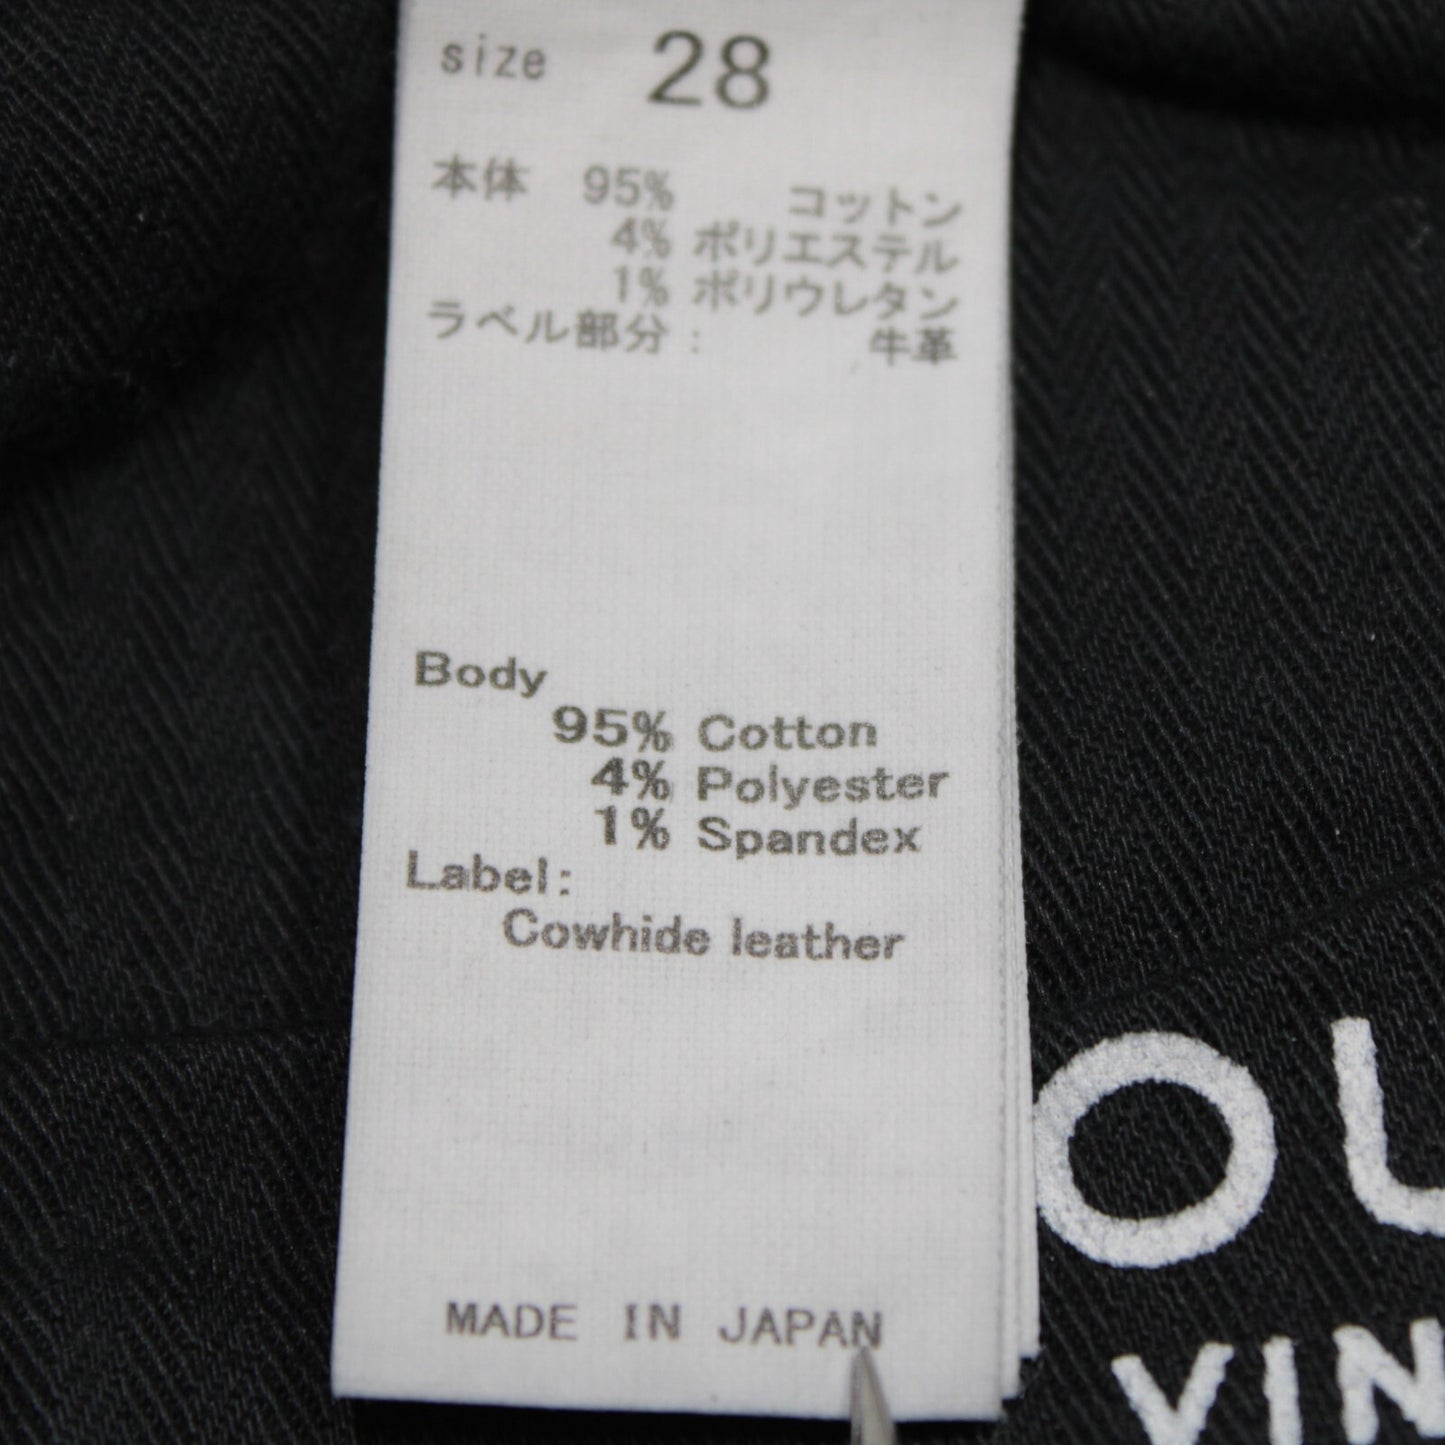 size 28
本体 95% コットン
4% ポリエステル
1% ポリウレタン
ラベル部分: 牛革
Body
95% Cotton
4% Polyester
1% Spandex
Label:
Cowhide leather
MADE IN JAPAN
VIN